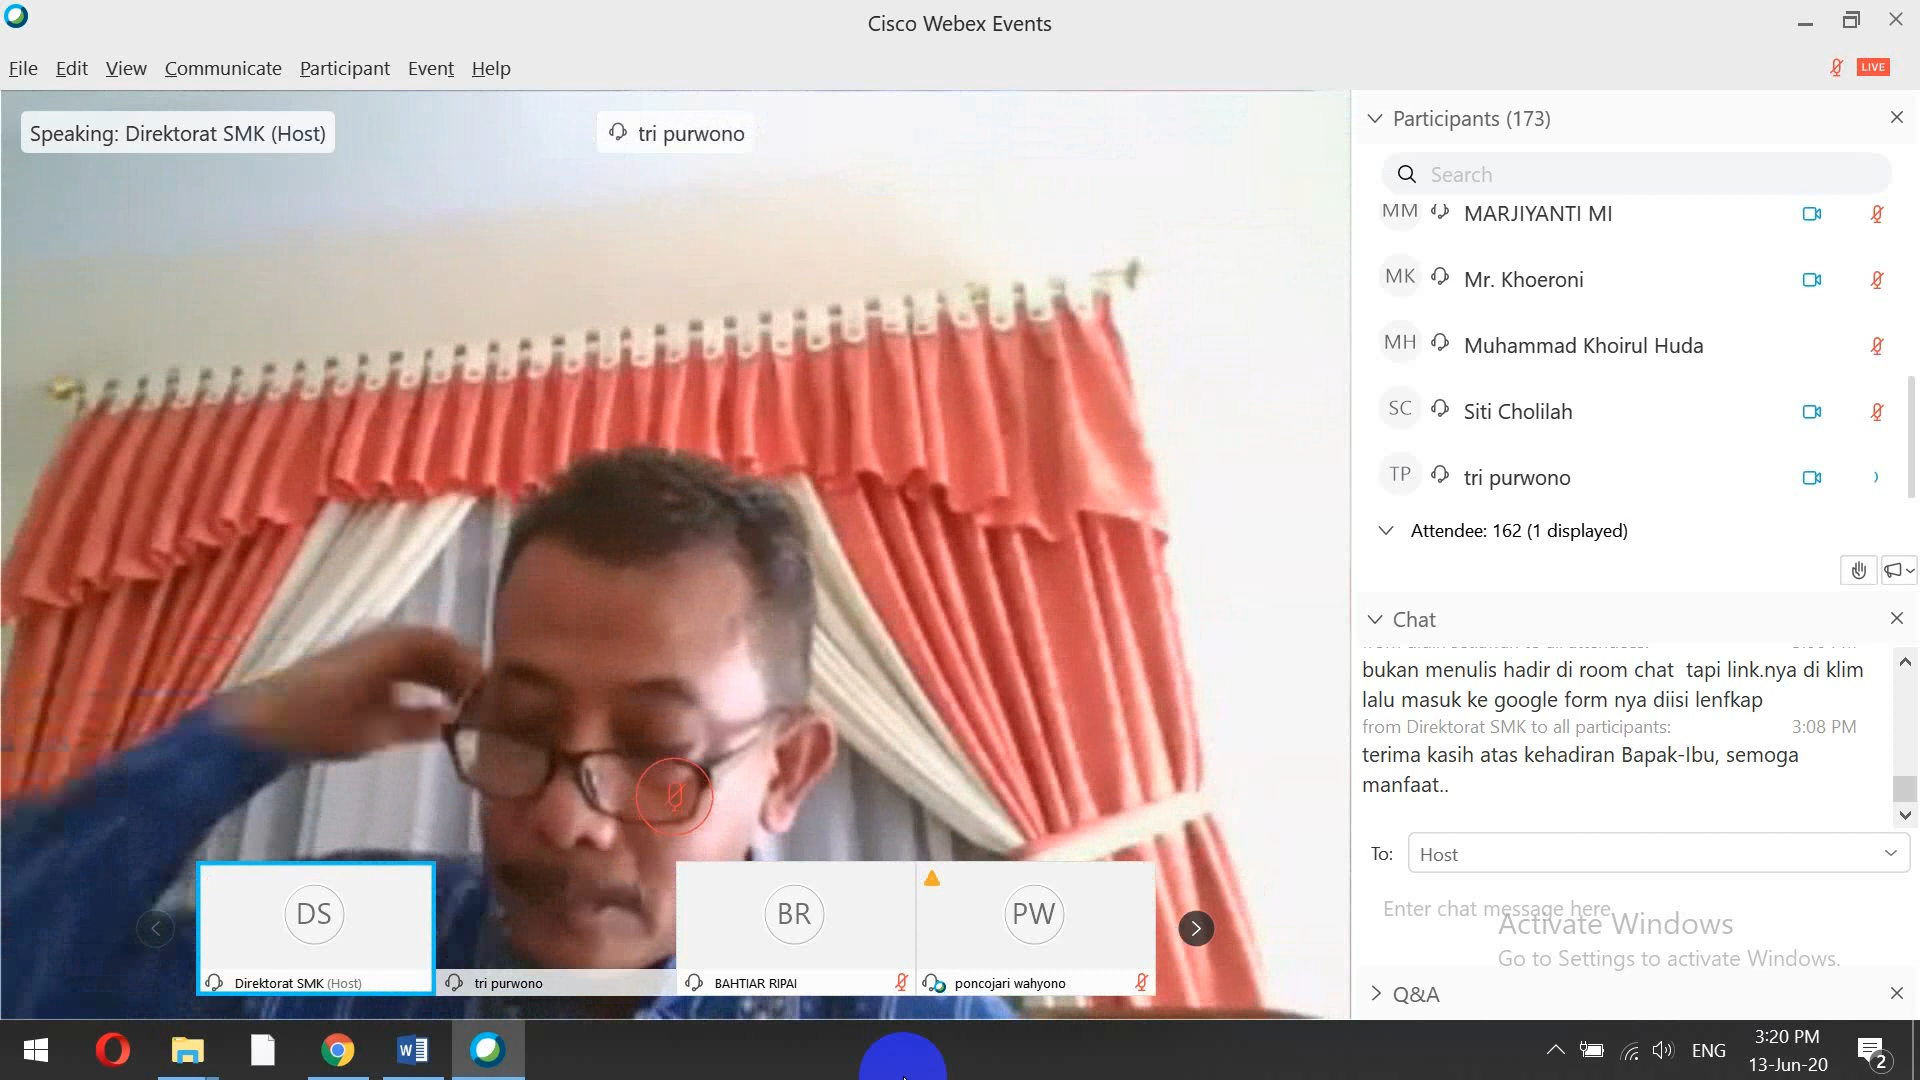 Cisco Webex Events
File Edit View Communicate Participant Event Help
LIVE
Speaking: Direktorat SMK (Host)
tri purwono
Participants (173)
Search
MM MARJIYANTI MI
MK Mr. Khoeroni
MH Muhammad Khoirul Huda
SC Siti Cholilah
TP tri purwono
Attendee: 162 (1 displayed)
Chat
bukan menulis hadir di room chat tapi link.nya di klim
lalu masuk ke google form nya diisi lenfkap
from Direktorat SMK to all participants: 3:08 PM
terima kasih atas kehadiran Bapak-Ibu, semoga
manfaat..
To: Host
Enter chat message here
Activate Windows
Go to Settings to activate Windows.
Q&A
DS
Direktorat SMK (Host)
tri purwono
BR
BAHTIAR RIPAI
PW
poncojari wahyono
ENG
3:20 PM
13-Jun-20
2